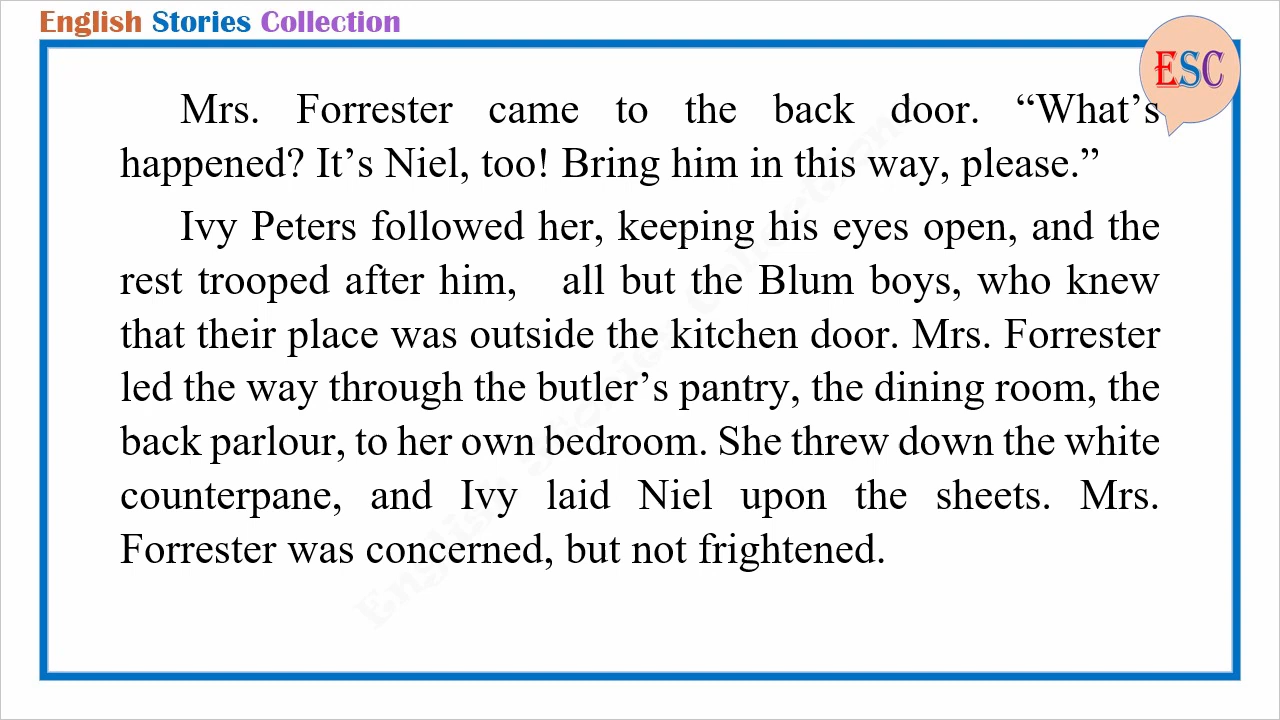 English Stories Collection
ESC
Mrs. Forrester came to the back door. “What’s
happened? It’s Niel, too! Bring him in this way, please.”
Ivy Peters followed her, keeping his eyes open, and the
rest trooped after him,   all but the Blum boys, who knew
that their place was outside the kitchen door. Mrs. Forrester
led the way through the butler’s pantry, the dining room, the
back parlour, to her own bedroom. She threw down the white
counterpane, and Ivy laid Niel upon the sheets. Mrs.
Forrester was concerned, but not frightened.
English Stories Collection